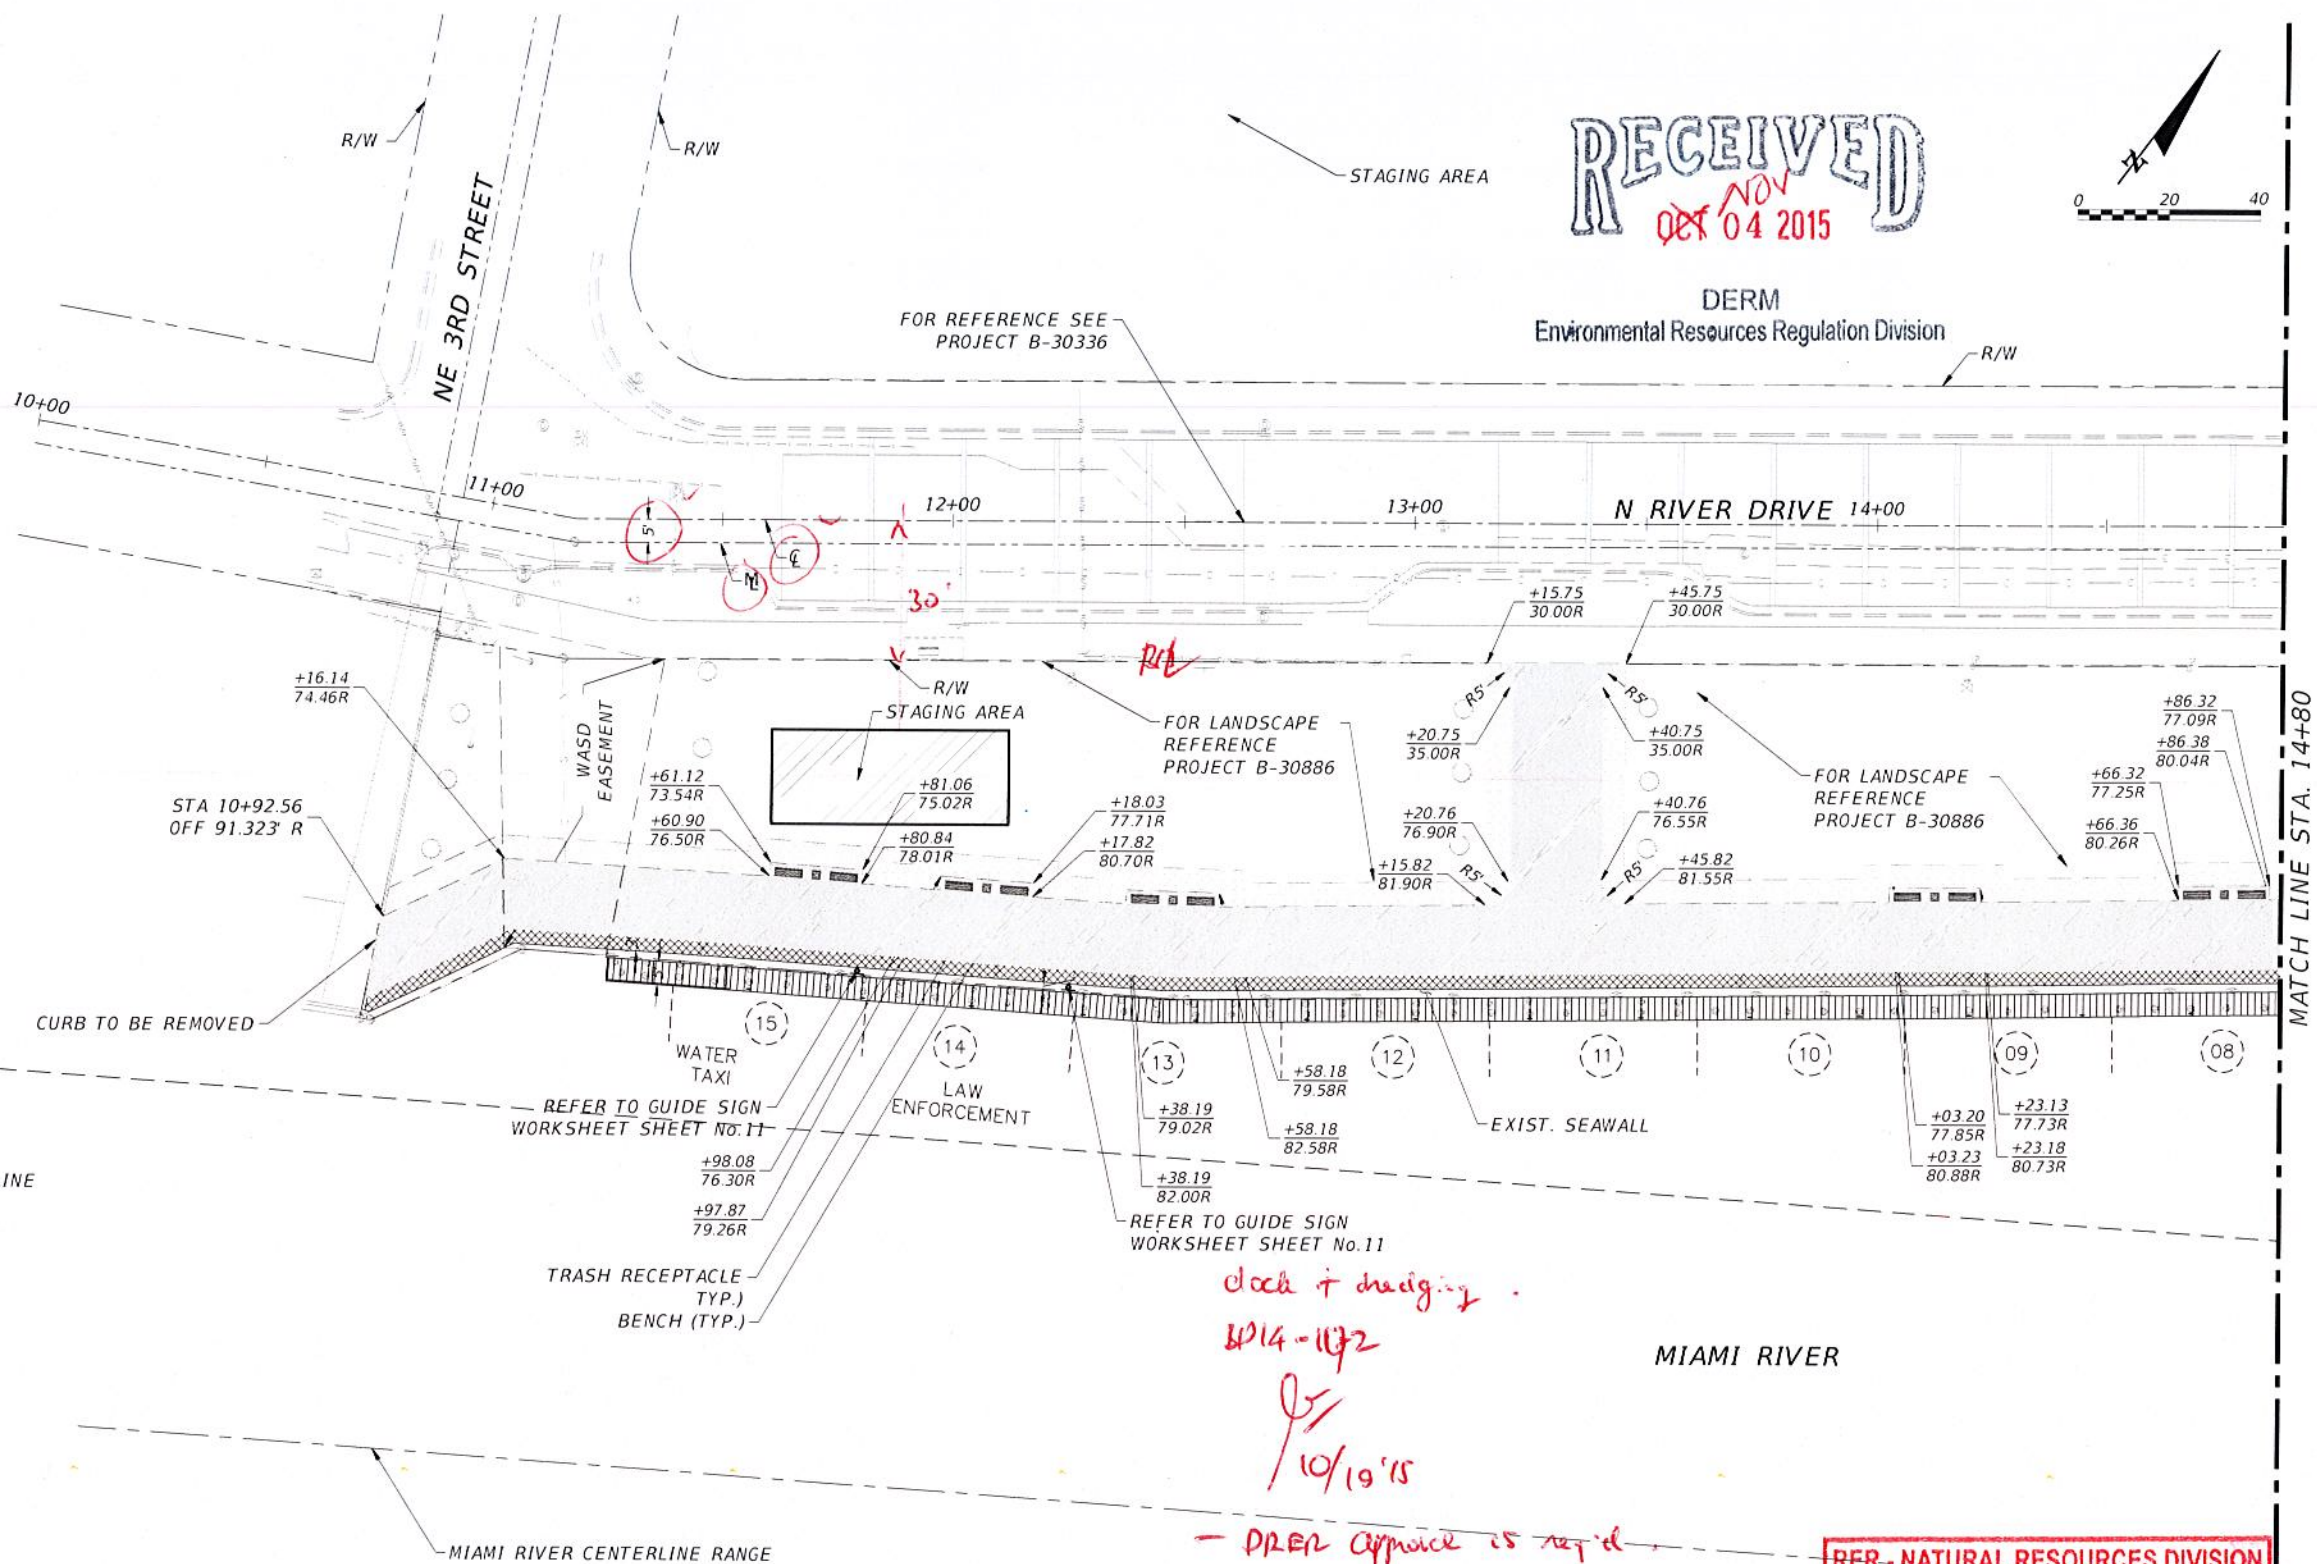 R/W
R/W
STAGING AREA
RECEIVED
NOV
OCT 04 2015
DERM
Environmental Resources Regulation Division
N
0 20 40
NE 3RD STREET
FOR REFERENCE SEE
PROJECT B-30336
R/W
10+00
11+00
12+00
13+00
N RIVER DRIVE
14+00
5'
30'
+15.75
30.00R
+45.75
30.00R
+16.14
74.46R
R/W
STAGING AREA
WASD
EASEMENT
FOR LANDSCAPE
REFERENCE
PROJECT B-30886
R5'
R5'
+20.75
35.00R
+40.75
35.00R
+86.32
77.09R
+86.38
80.04R
+66.32
77.25R
+66.36
80.26R
FOR LANDSCAPE
REFERENCE
PROJECT B-30886
MATCH LINE STA. 14+80
STA 10+92.56
OFF 91.323' R
+61.12
73.54R
+60.90
76.50R
+81.06
75.02R
+80.84
78.01R
+18.03
77.71R
+17.82
80.70R
+20.76
76.90R
+40.76
76.55R
+15.82
81.90R
R5'
R5'
+45.82
81.55R
CURB TO BE REMOVED
15
14
13
12
11
10
09
08
WATER
TAXI
LAW
ENFORCEMENT
REFER TO GUIDE SIGN
WORKSHEET SHEET No.11
+58.18
79.58R
+38.19
79.02R
+58.18
82.58R
EXIST. SEAWALL
+03.20
77.85R
+23.13
77.73R
+03.23
80.88R
+23.18
80.73R
INE
+98.08
76.30R
+97.87
79.26R
+38.19
82.00R
REFER TO GUIDE SIGN
WORKSHEET SHEET No.11
TRASH RECEPTACLE
TYP.)
BENCH (TYP.)
dock + dredging.
MIAMI RIVER
10/19'15
MIAMI RIVER CENTERLINE RANGE
- DRER is req'd.
RER - NATURAL RESOURCES DIVISION